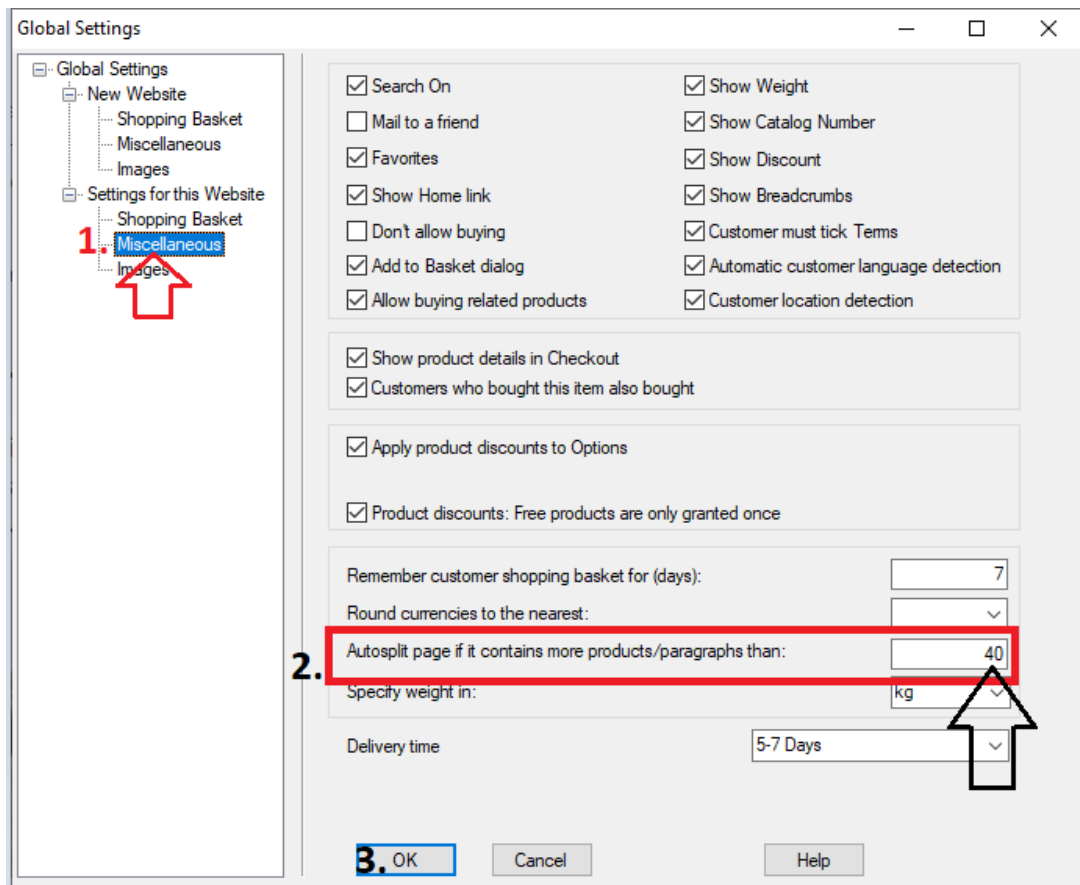 Global Settings
Global Settings
New Website
Shopping Basket
Miscellaneous
Images
Settings for this Website
Shopping Basket
1. Miscellaneous
Images
Search On
Show Weight
Mail to a friend
Show Catalog Number
Favorites
Show Discount
Show Home link
Show Breadcrumbs
Don't allow buying
Customer must tick Terms
Add to Basket dialog
Automatic customer language detection
Allow buying related products
Customer location detection
Show product details in Checkout
Customers who bought this item also bought
Apply product discounts to Options
Product discounts: Free products are only granted once
Remember customer shopping basket for (days): 7
Round currencies to the nearest:
2. Autosplit page if it contains more products/paragraphs than: 40
Specify weight in: kg
Delivery time 5-7 Days
3. OK Cancel Help